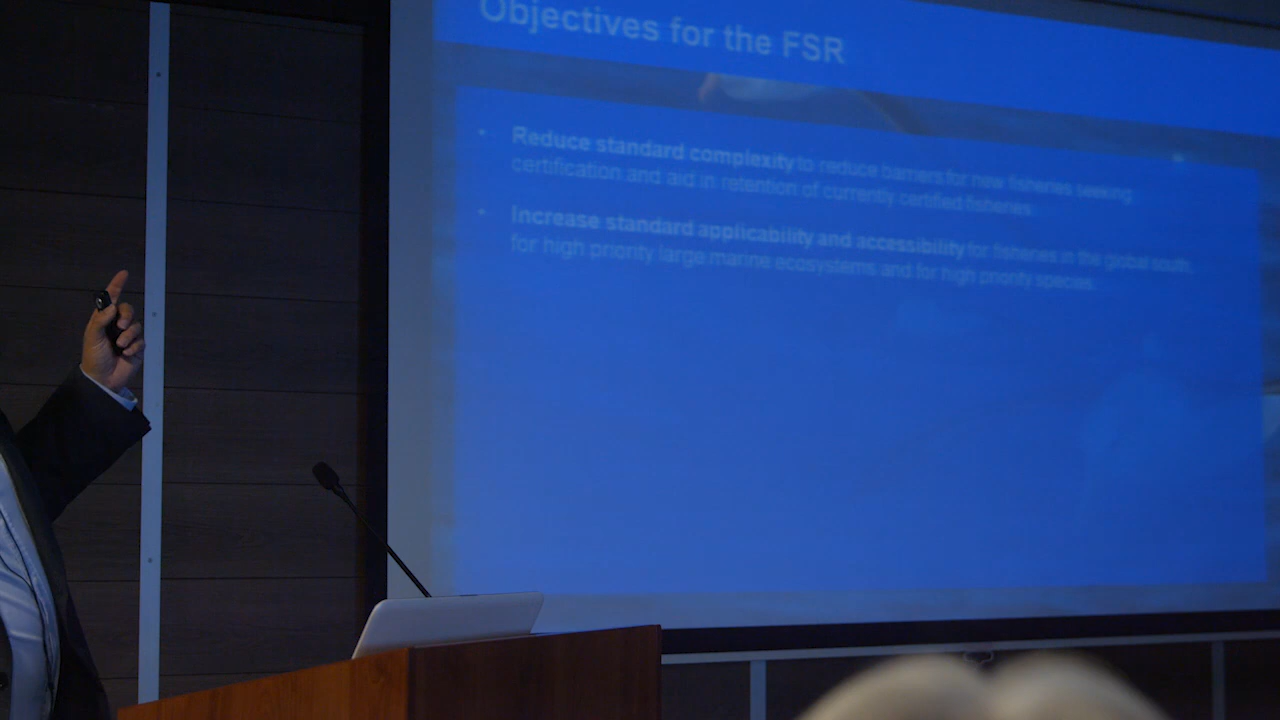 Objectives for the FSR
• Reduce standard complexity to reduce barriers for new fisheries seeking
certification and aid in retention of currently certified fisheries.
• Increase standard applicability and accessibility for fisheries in the global south,
for high priority large marine ecosystems and for high priority species.